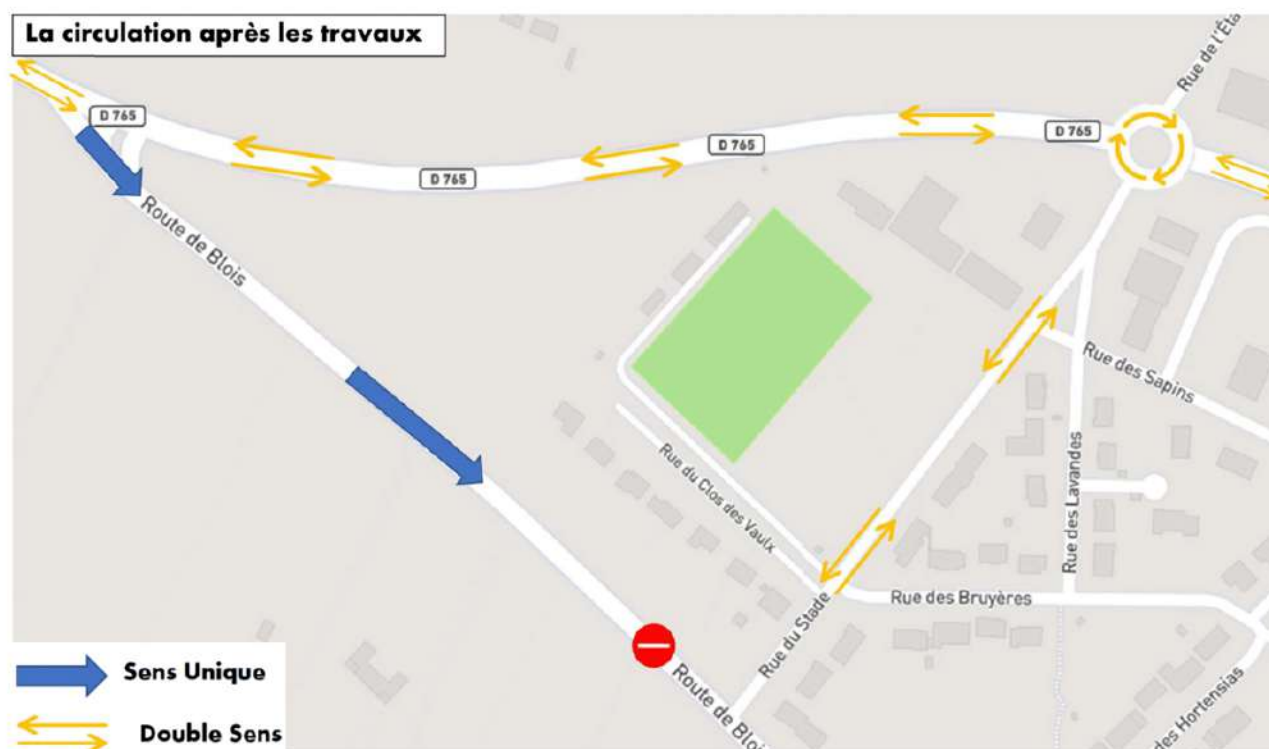 La circulation après les travaux
Rue de l'Éta
D 765
D 765
D 765
D 765
Route de Blois
Rue des Sapins
Rue du Clos des Vaulx
Rue des Lavandes
Rue des Bruyères
Rue du Stade
Route de Blois
des Hortensias
Sens Unique
Double Sens